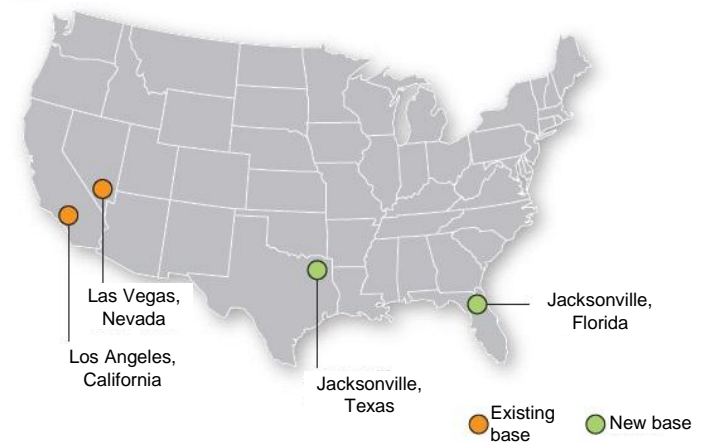 Las Vegas,
Nevada
Los Angeles,
California
Jacksonville,
Texas
Jacksonville,
Florida
Existing
base
New base